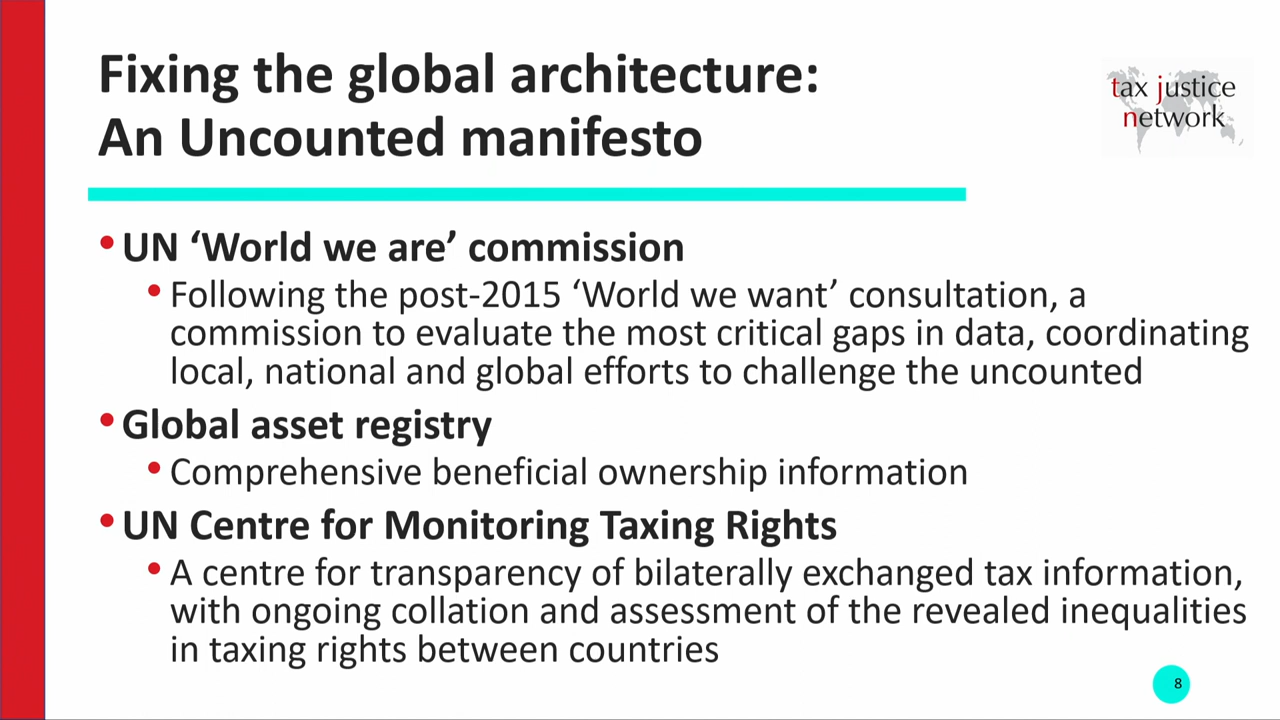 Fixing the global architecture:
An Uncounted manifesto
tax justice
network
• UN ‘World we are’ commission
• Following the post-2015 ‘World we want’ consultation, a
commission to evaluate the most critical gaps in data, coordinating
local, national and global efforts to challenge the uncounted
• Global asset registry
• Comprehensive beneficial ownership information
• UN Centre for Monitoring Taxing Rights
• A centre for transparency of bilaterally exchanged tax information,
with ongoing collation and assessment of the revealed inequalities
in taxing rights between countries
8